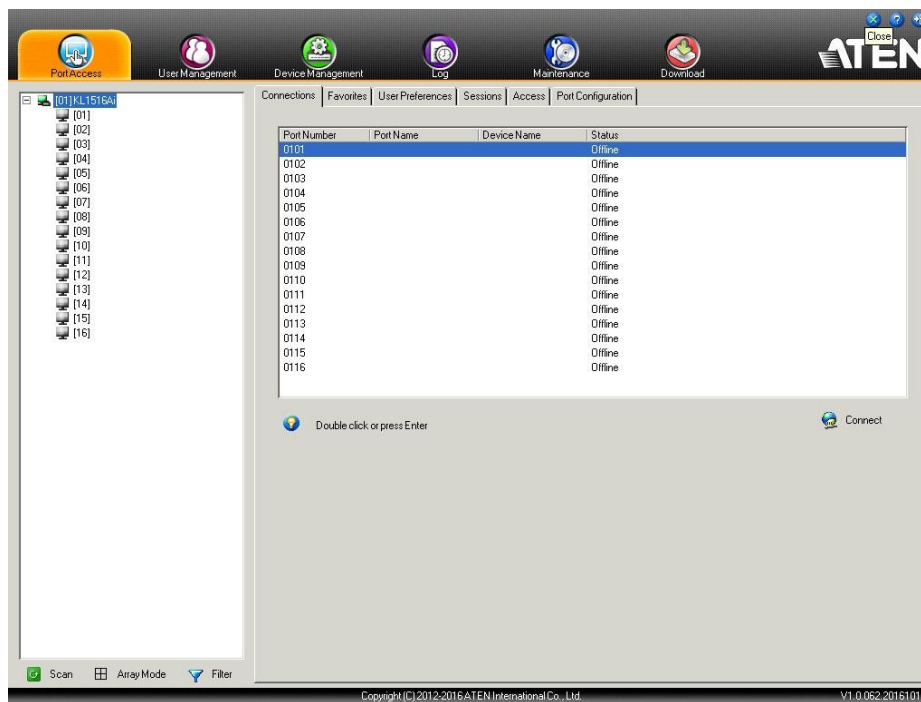 Close
ATEN
Port Access User Management Device Management Log Maintenance Download
[01]KL1516Ai
[01]
[02]
[03]
[04]
[05]
[06]
[07]
[08]
[09]
[10]
[11]
[12]
[13]
[14]
[15]
[16]
Connections Favorites User Preferences Sessions Access Port Configuration
Port Number Port Name Device Name Status
0101 Offline
0102 Offline
0103 Offline
0104 Offline
0105 Offline
0106 Offline
0107 Offline
0108 Offline
0109 Offline
0110 Offline
0111 Offline
0112 Offline
0113 Offline
0114 Offline
0115 Offline
0116 Offline
Double click or press Enter
Connect
Scan Array Mode Filter
Copyright (C) 2012-2016 ATEN International Co., Ltd.
V1.0.062.2016101